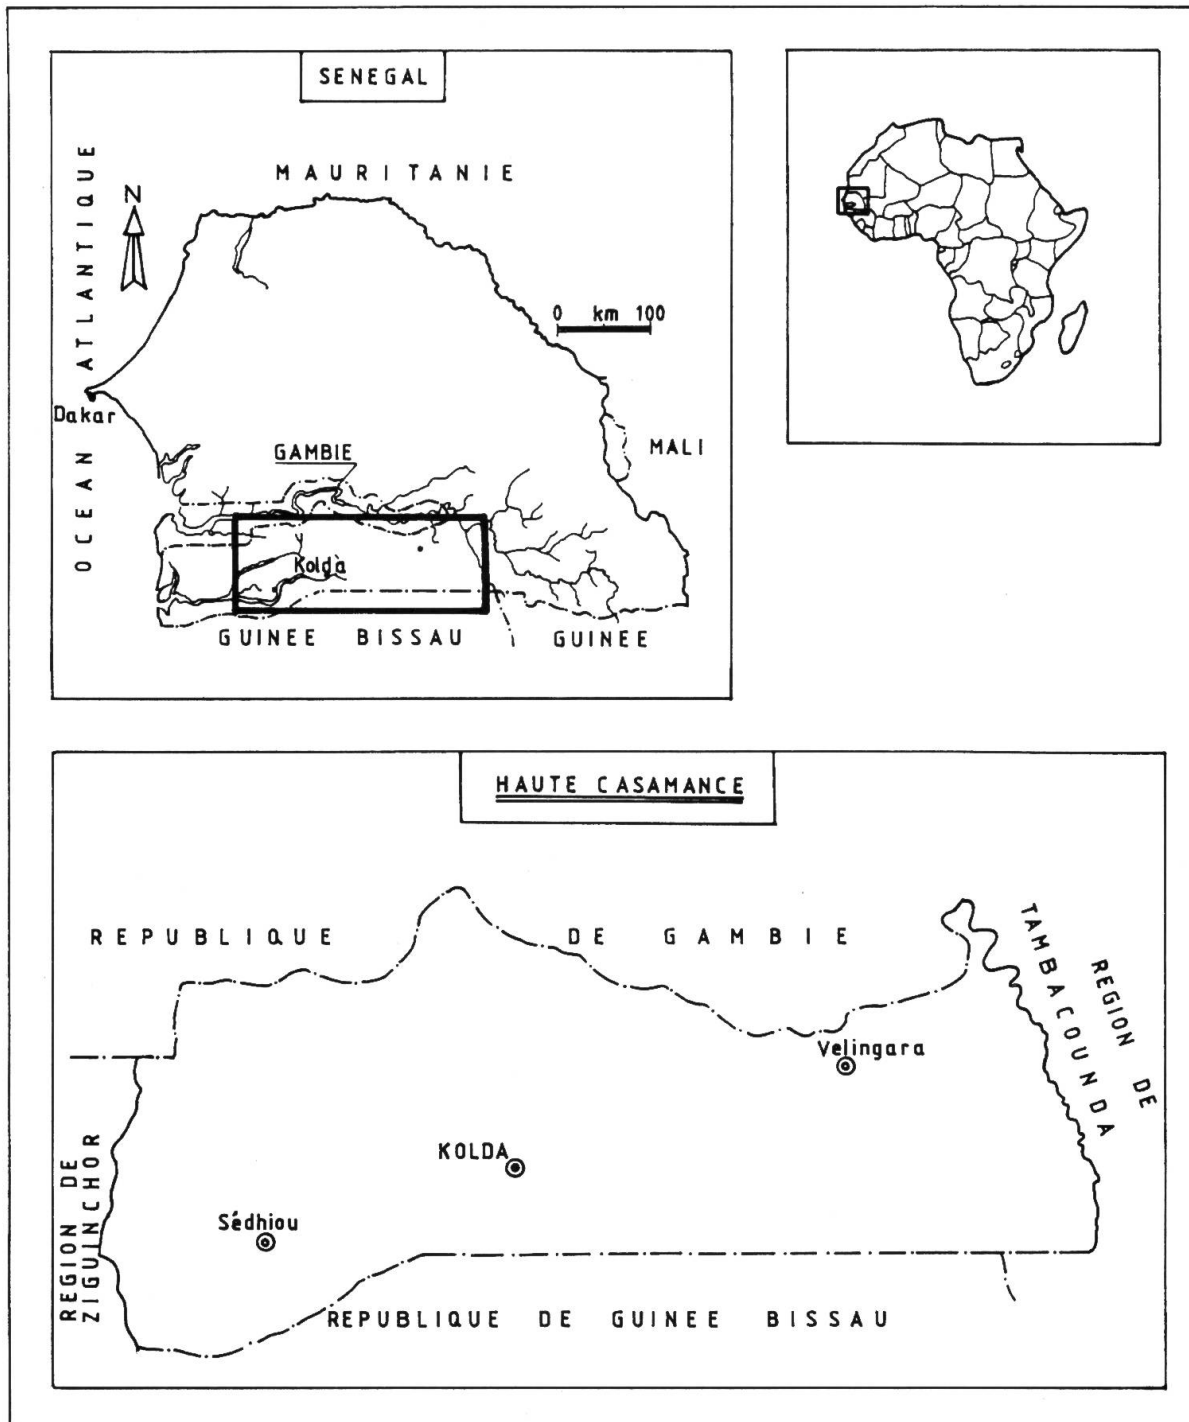 SENEGAL
MAURITANIE
OCEAN ATLANTIQUE
N
0 km 100
Dakar
GAMBIE
MALI
Kolda
GUINEE BISSAU
GUINEE
HAUTE CASAMANCE
REPUBLIQUE DE GAMBIE
REGION DE
TAMBACOUNDA
Velingara
KOLDA
Sédhiou
REGION DE
ZIGUINCHOR
REPUBLIQUE DE GUINEE BISSAU